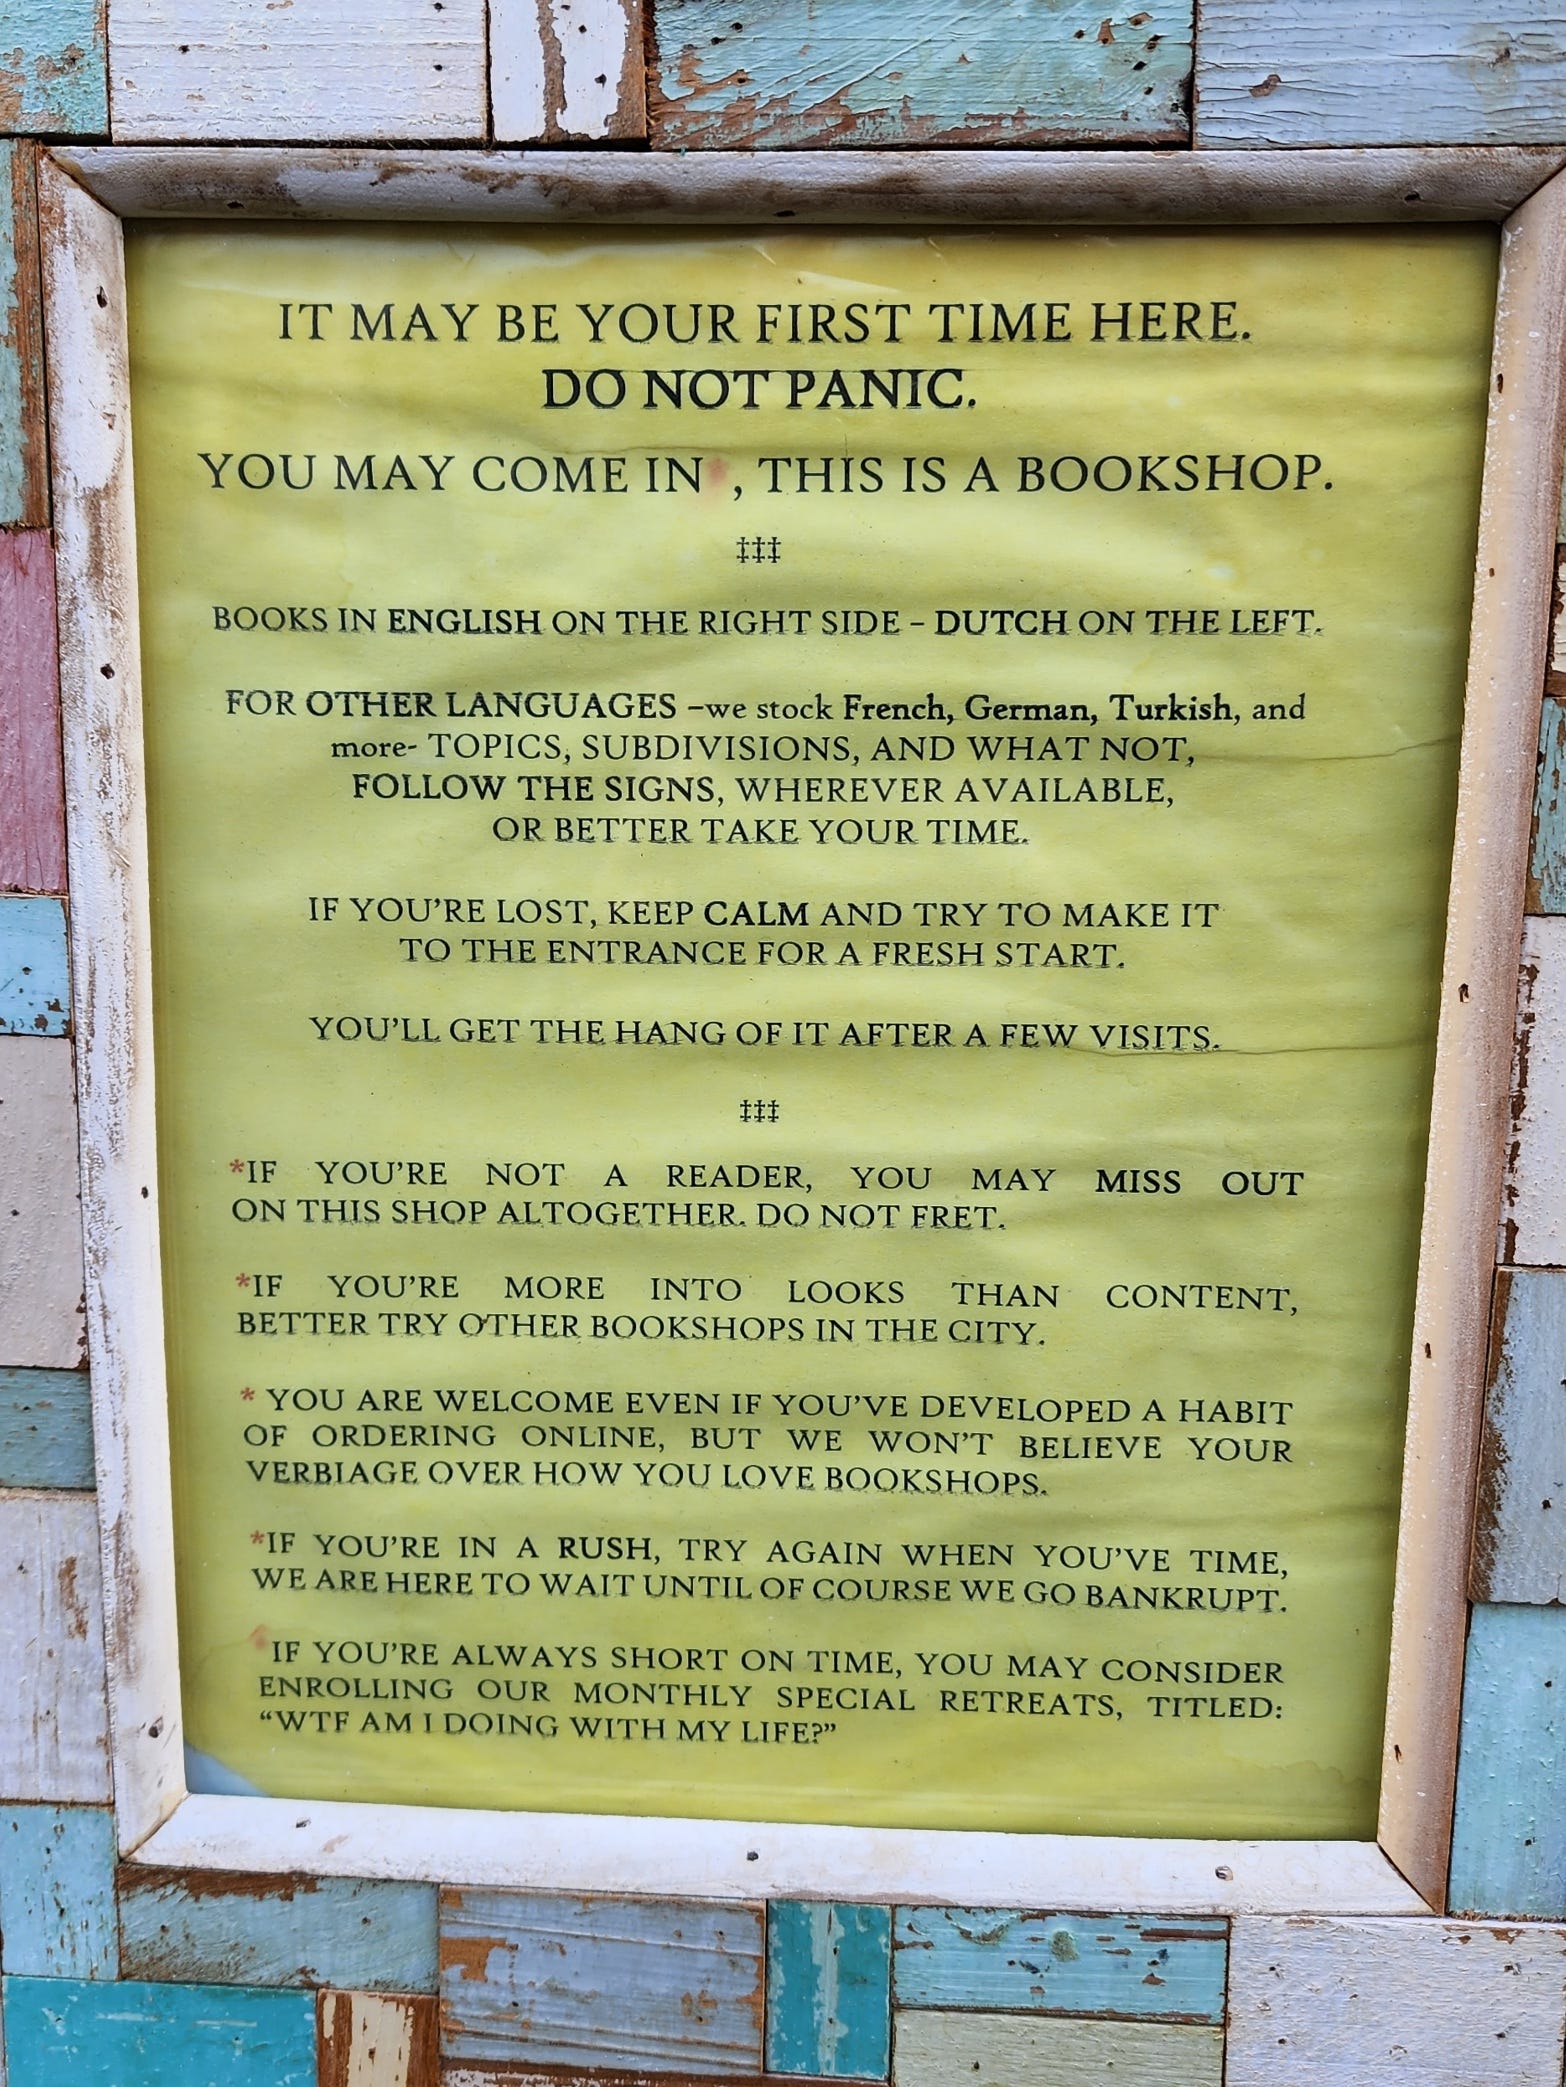 IT MAY BE YOUR FIRST TIME HERE.
DO NOT PANIC.
YOU MAY COME IN * , THIS IS A BOOKSHOP.
‡‡‡
BOOKS IN ENGLISH ON THE RIGHT SIDE – DUTCH ON THE LEFT.
FOR OTHER LANGUAGES –we stock French, German, Turkish, and
more- TOPICS, SUBDIVISIONS, AND WHAT NOT,
FOLLOW THE SIGNS, WHEREVER AVAILABLE,
OR BETTER TAKE YOUR TIME.
IF YOU'RE LOST, KEEP CALM AND TRY TO MAKE IT
TO THE ENTRANCE FOR A FRESH START.
YOU'LL GET THE HANG OF IT AFTER A FEW VISITS.
‡‡‡
*IF YOU'RE NOT A READER, YOU MAY MISS OUT
ON THIS SHOP ALTOGETHER. DO NOT FRET.
*IF YOU'RE MORE INTO LOOKS THAN CONTENT,
BETTER TRY OTHER BOOKSHOPS IN THE CITY.
* YOU ARE WELCOME EVEN IF YOU'VE DEVELOPED A HABIT
OF ORDERING ONLINE, BUT WE WON'T BELIEVE YOUR
VERBIAGE OVER HOW YOU LOVE BOOKSHOPS.
*IF YOU'RE IN A RUSH, TRY AGAIN WHEN YOU'VE TIME,
WE ARE HERE TO WAIT UNTIL OF COURSE WE GO BANKRUPT.
*IF YOU'RE ALWAYS SHORT ON TIME, YOU MAY CONSIDER
ENROLLING OUR MONTHLY SPECIAL RETREATS, TITLED:
“WTF AM I DOING WITH MY LIFE?”